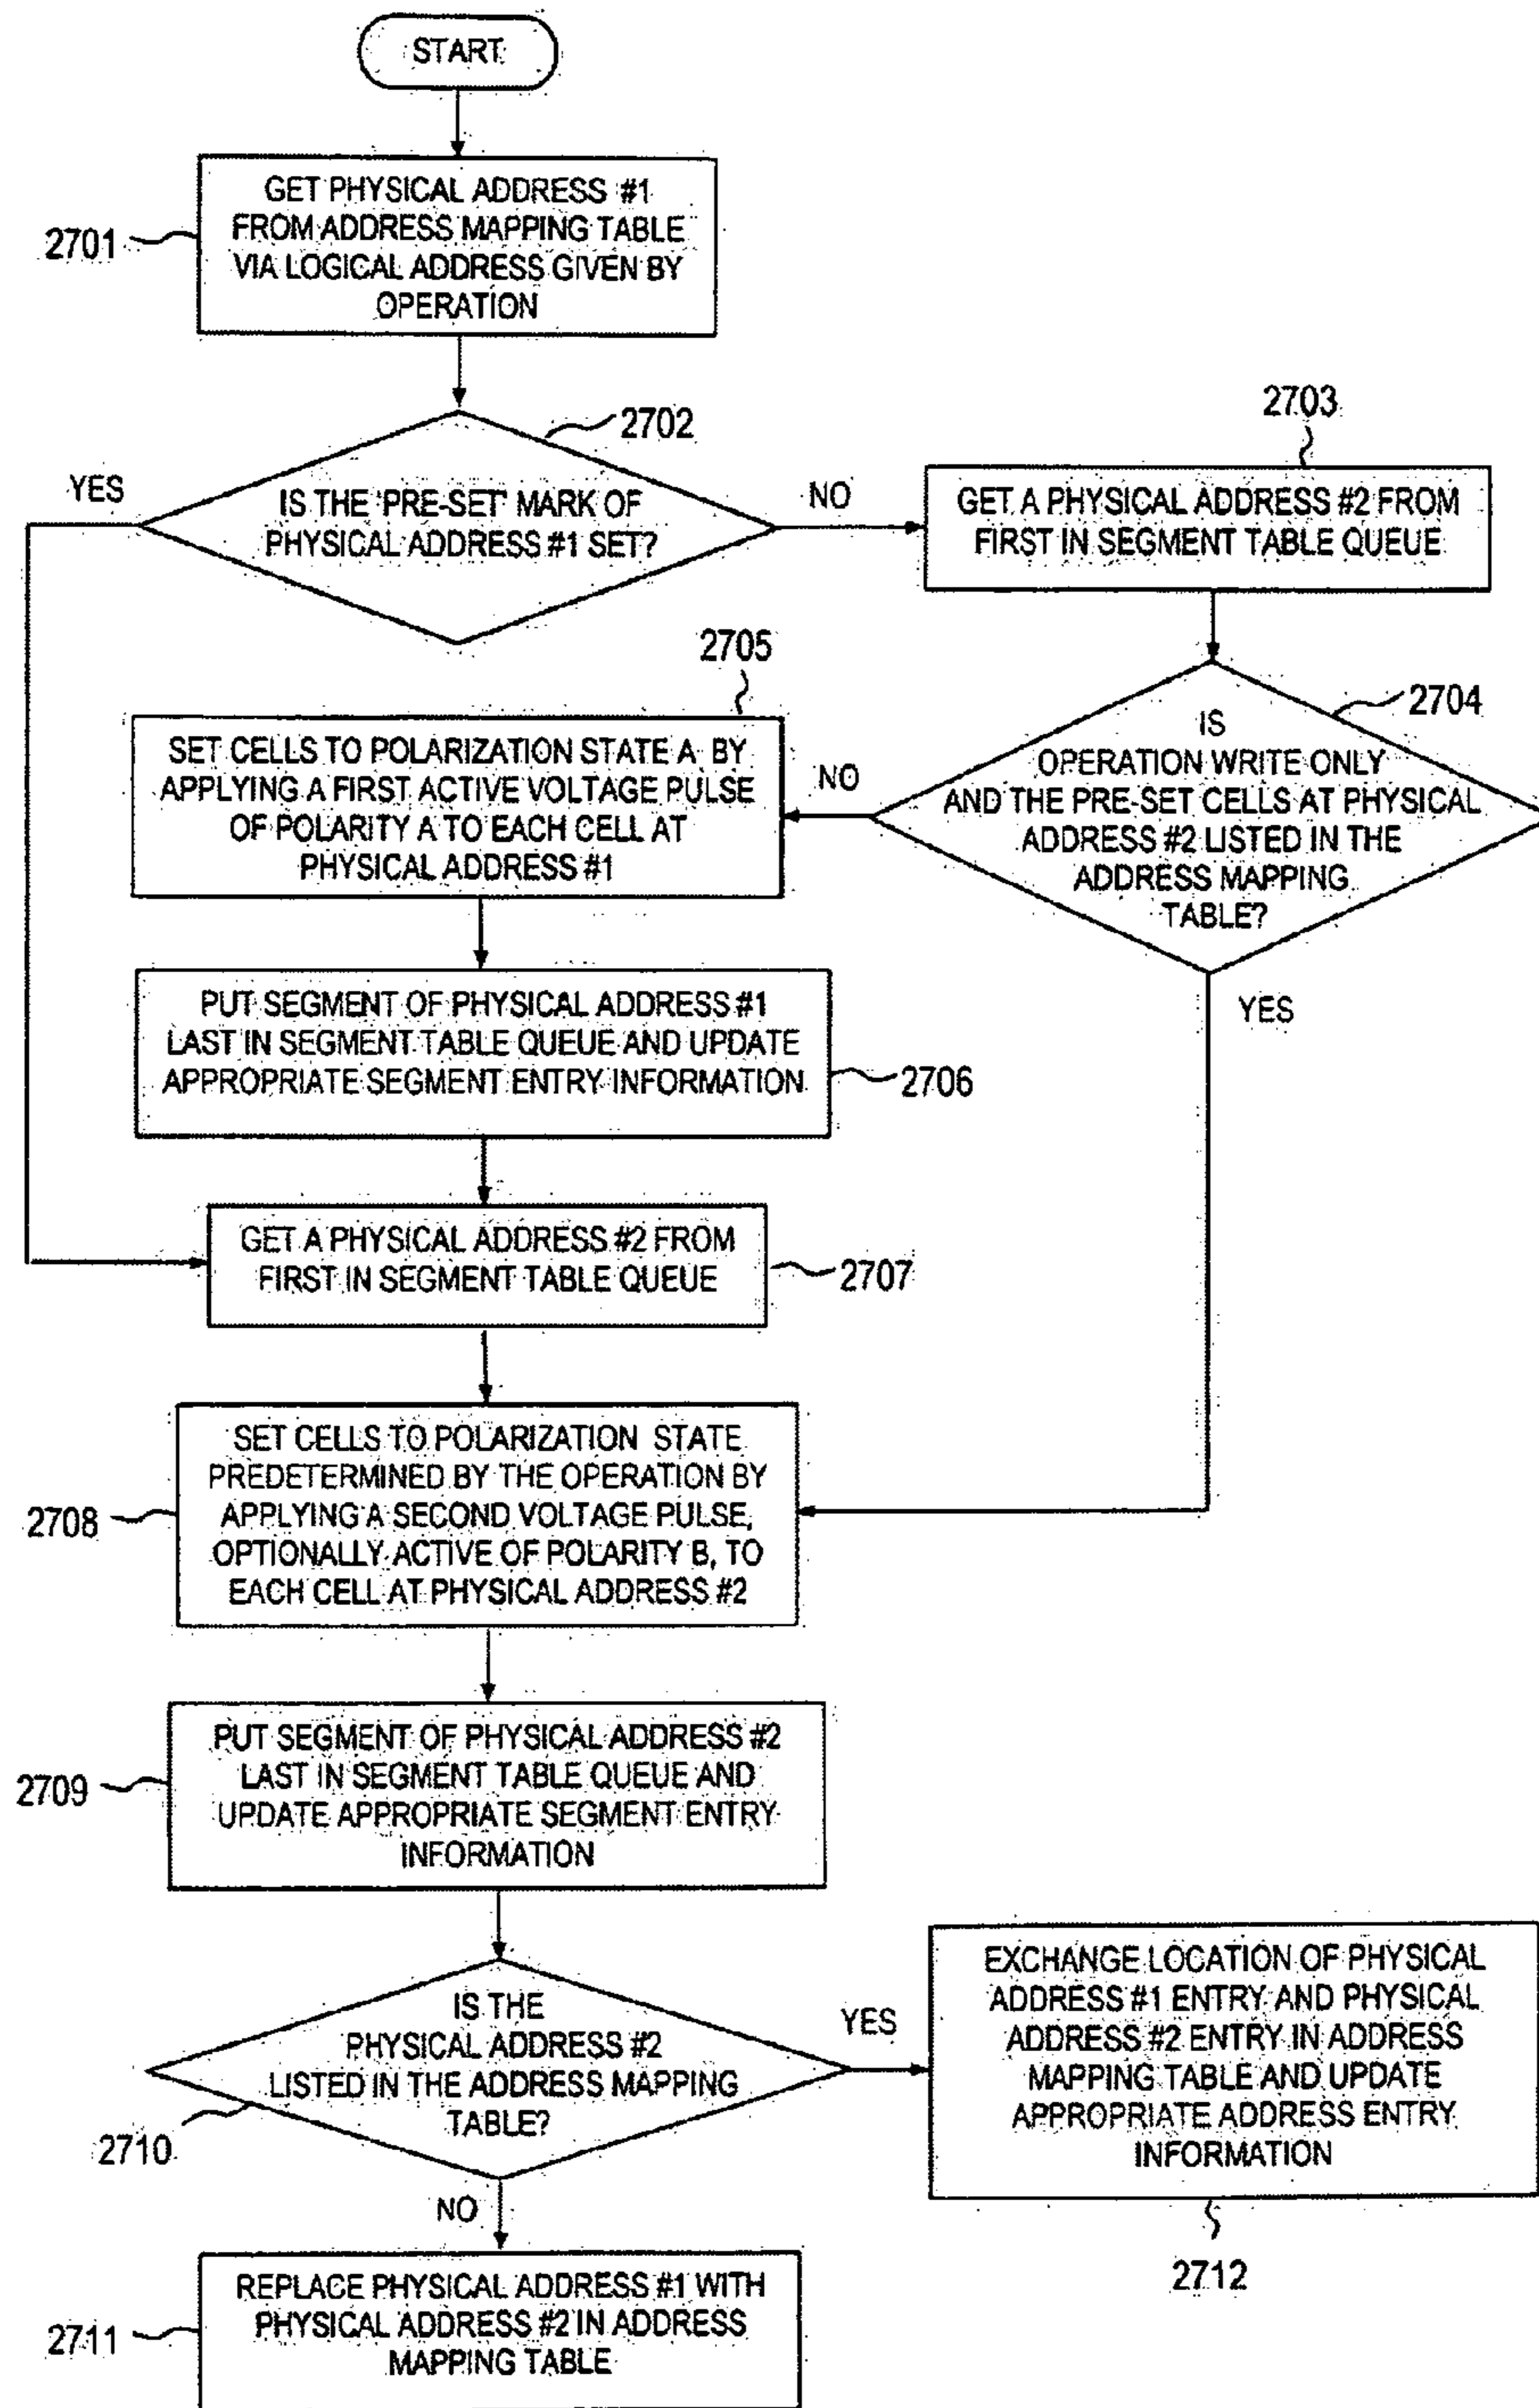 START
GET PHYSICAL ADDRESS #1
FROM ADDRESS MAPPING TABLE
VIA LOGICAL ADDRESS GIVEN BY
OPERATION
2701
2702
YES
IS THE 'PRE-SET' MARK OF
PHYSICAL ADDRESS #1 SET?
NO
2703
GET A PHYSICAL ADDRESS #2 FROM
FIRST IN SEGMENT TABLE QUEUE
2704
IS
OPERATION WRITE ONLY
AND THE PRE-SET CELLS AT PHYSICAL
ADDRESS #2 LISTED IN THE
ADDRESS MAPPING
TABLE?
NO
YES
2705
SET CELLS TO POLARIZATION STATE A BY
APPLYING A FIRST ACTIVE VOLTAGE PULSE
OF POLARITY A TO EACH CELL AT
PHYSICAL ADDRESS #1
PUT SEGMENT OF PHYSICAL ADDRESS #1
LAST IN SEGMENT TABLE QUEUE AND UPDATE
APPROPRIATE SEGMENT ENTRY INFORMATION
2706
GET A PHYSICAL ADDRESS #2 FROM
FIRST IN SEGMENT TABLE QUEUE
2707
SET CELLS TO POLARIZATION STATE
PREDETERMINED BY THE OPERATION BY
APPLYING A SECOND VOLTAGE PULSE,
OPTIONALLY ACTIVE OF POLARITY B, TO
EACH CELL AT PHYSICAL ADDRESS #2
2708
PUT SEGMENT OF PHYSICAL ADDRESS #2
LAST IN SEGMENT TABLE QUEUE AND
UPDATE APPROPRIATE SEGMENT ENTRY
INFORMATION
2709
IS THE
PHYSICAL ADDRESS #2
LISTED IN THE ADDRESS MAPPING
TABLE?
2710
YES
NO
EXCHANGE LOCATION OF PHYSICAL
ADDRESS #1 ENTRY AND PHYSICAL
ADDRESS #2 ENTRY IN ADDRESS
MAPPING TABLE AND UPDATE
APPROPRIATE ADDRESS ENTRY
INFORMATION
2712
REPLACE PHYSICAL ADDRESS #1 WITH
PHYSICAL ADDRESS #2 IN ADDRESS
MAPPING TABLE
2711